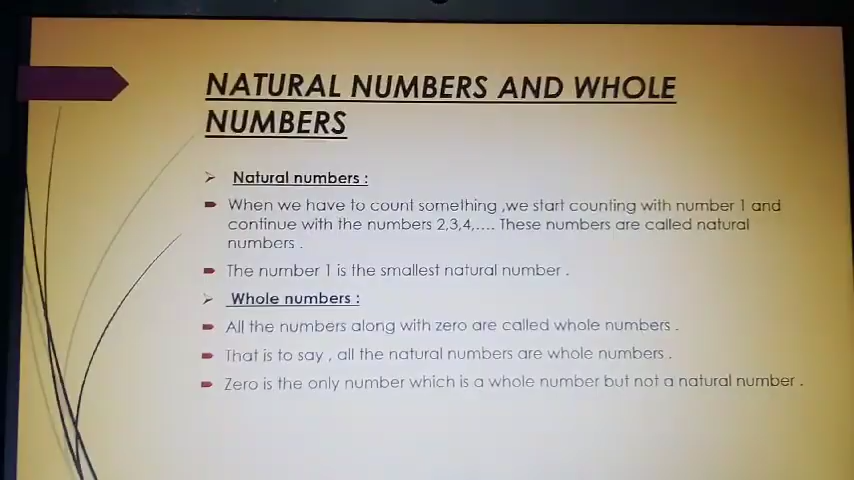 NATURAL NUMBERS AND WHOLE
NUMBERS
Natural numbers :
When we have to count something ,we start counting with number 1 and
continue with the numbers 2,3,4,.... These numbers are called natural
numbers .
The number 1 is the smallest natural number .
Whole numbers :
All the numbers along with zero are called whole numbers .
That is to say , all the natural numbers are whole numbers .
Zero is the only number which is a whole number but not a natural number .